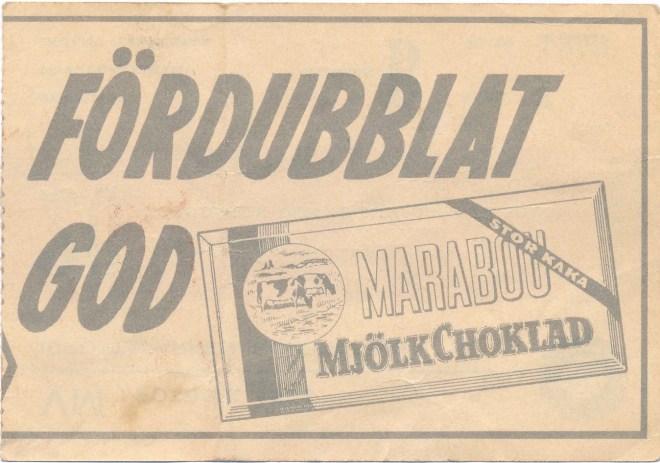 FÖRDUBBLAT
GOD
STOR KAKA
MARABOU
MJÖLKCHOKLAD